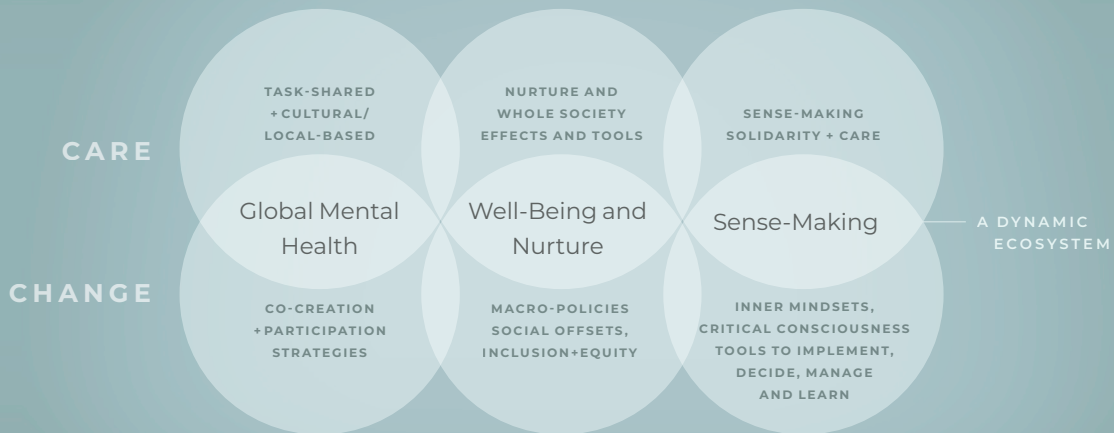 CARE
TASK-SHARED
+CULTURAL/
LOCAL-BASED
NURTURE AND
WHOLE SOCIETY
EFFECTS AND TOOLS
SENSE-MAKING
SOLIDARITY + CARE
Global Mental
Health
Well-Being and
Nurture
Sense-Making
A DYNAMIC
ECOSYSTEM
CHANGE
CO-CREATION
+PARTICIPATION
STRATEGIES
MACRO-POLICIES
SOCIAL OFFSETS,
INCLUSION+EQUITY
INNER MINDSETS,
CRITICAL CONSCIOUSNESS
TOOLS TO IMPLEMENT,
DECIDE, MANAGE
AND LEARN